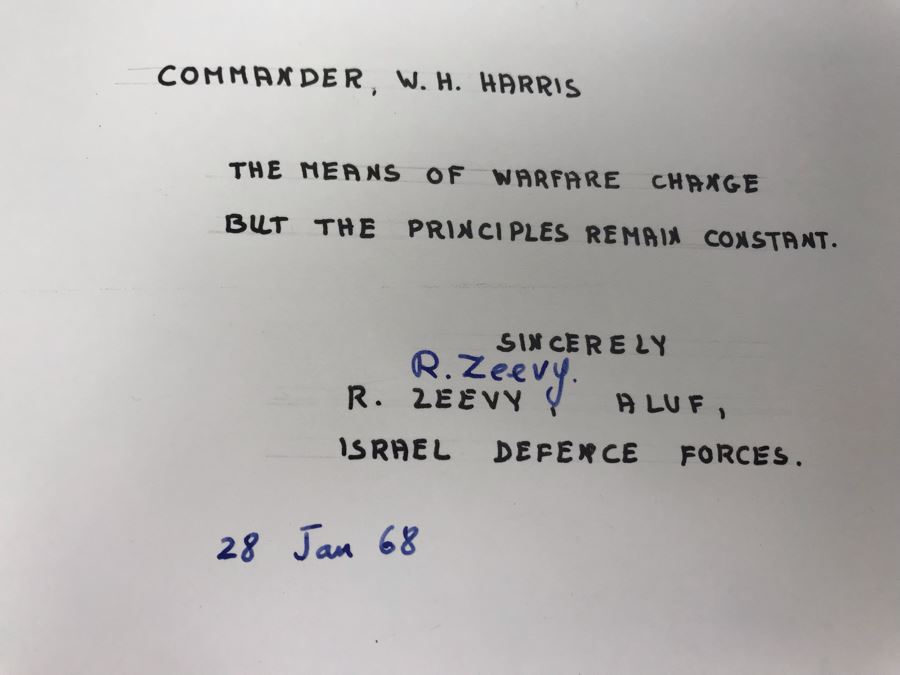 COMMANDER, W. H. HARRIS
THE MEANS OF WARFARE CHANGE
BUT THE PRINCIPLES REMAIN CONSTANT.
SINCERELY
R. Zeevy.
R. ZEEVY, ALUF,
ISRAEL DEFENCE FORCES.
28 Jan 68